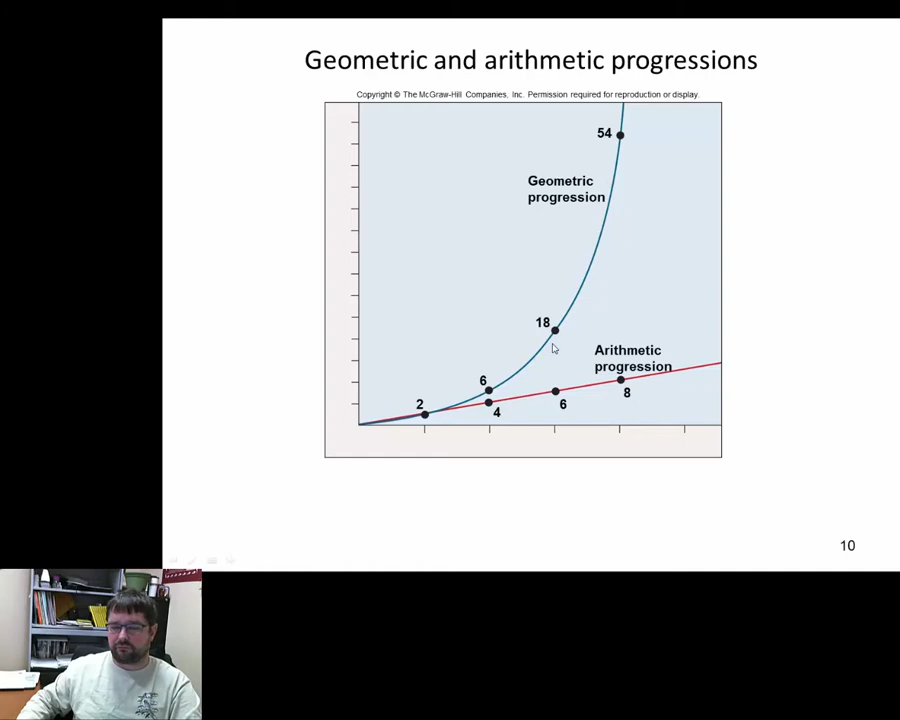 Geometric and arithmetic progressions
Copyright © The McGraw-Hill Companies, Inc. Permission required for reproduction or display.
54
Geometric
progression
18
Arithmetic
progression
6
8
2
4
6
10